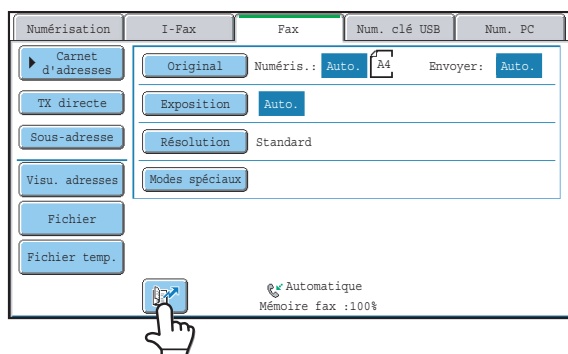 Numérisation
I-Fax
Fax
Num. clé USB
Num. PC
Carnet
d'adresses
Original
Numéris.:
Auto.
A4
Envoyer:
Auto.
TX directe
Exposition
Auto.
Sous-adresse
Résolution
Standard
Visu. adresses
Modes spéciaux
Fichier
Fichier temp.
Automatique
Mémoire fax :100%